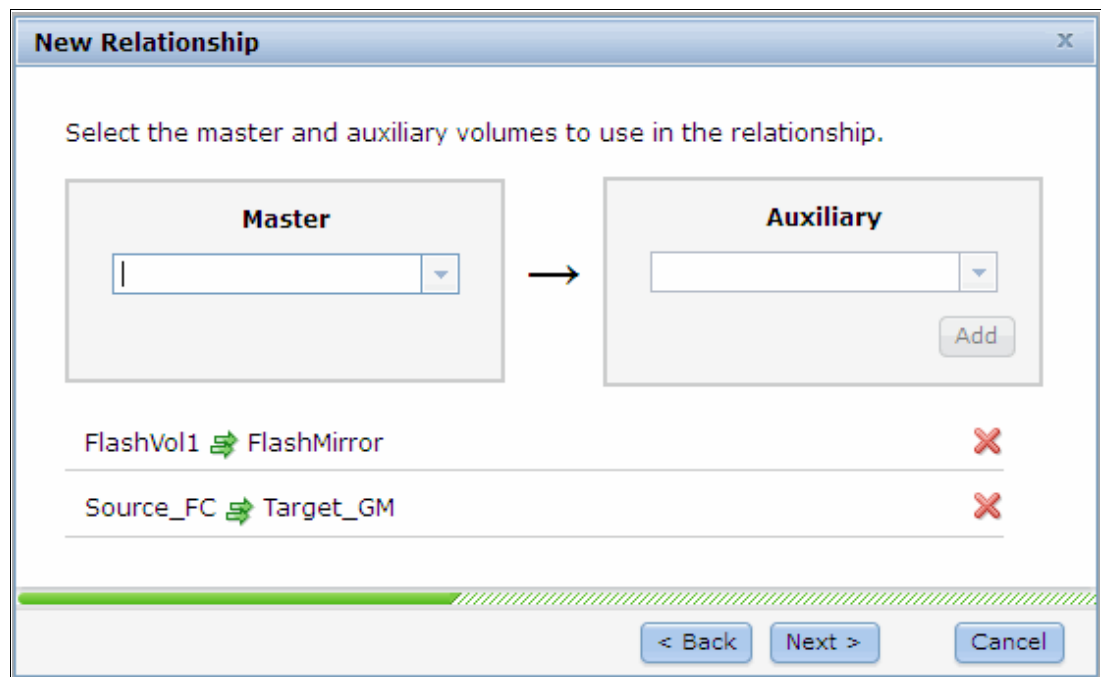 New Relationship x
Select the master and auxiliary volumes to use in the relationship.
Master
Auxiliary
Add
FlashVol1 FlashMirror
Source_FC Target_GM
< Back Next > Cancel